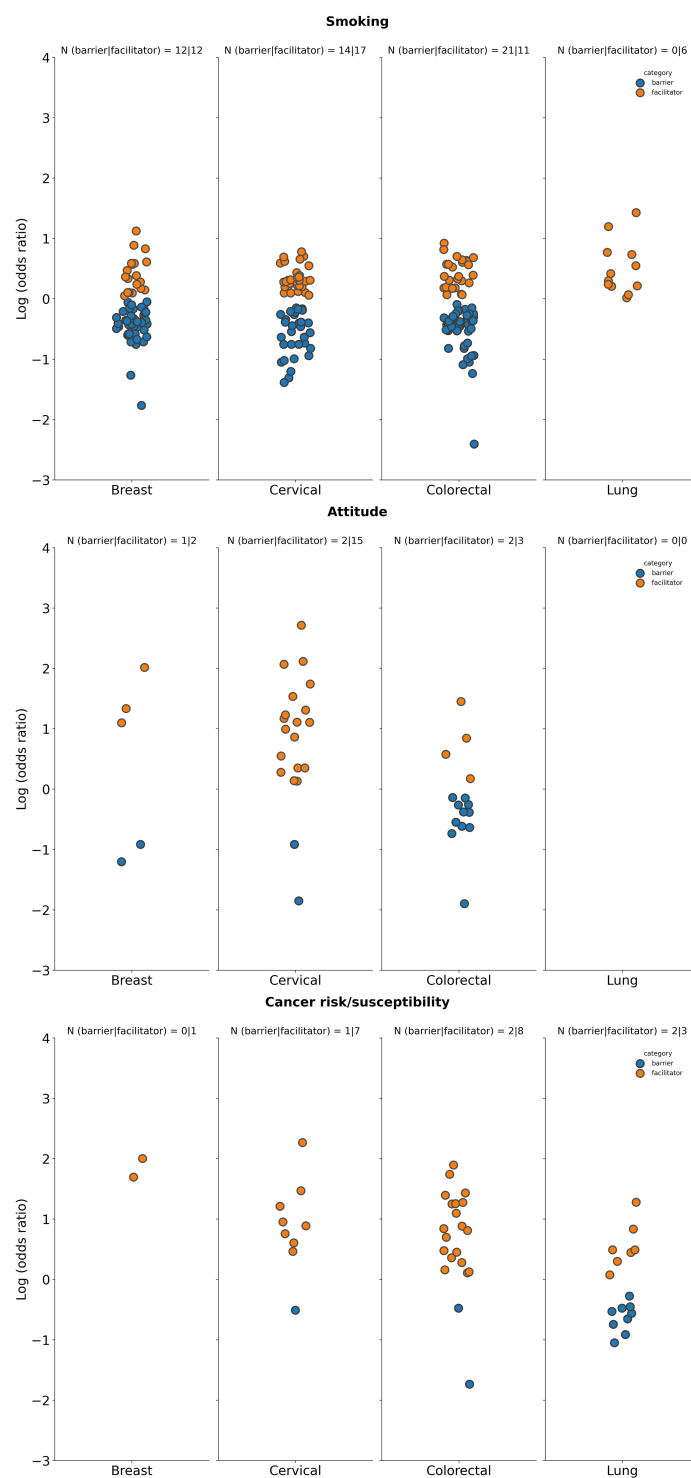 Smoking
N (barrier|facilitator) = 12|12 N (barrier|facilitator) = 14|17 N (barrier|facilitator) = 21|11 N (barrier|facilitator) = 0|6
category
barrier
facilitator
Log (odds ratio)
4
3
2
1
0
−1
−2
−3
Breast Cervical Colorectal Lung
Attitude
N (barrier|facilitator) = 1|2 N (barrier|facilitator) = 2|15 N (barrier|facilitator) = 2|3 N (barrier|facilitator) = 0|0
category
barrier
facilitator
Log (odds ratio)
4
3
2
1
0
−1
−2
−3
Breast Cervical Colorectal Lung
Cancer risk/susceptibility
N (barrier|facilitator) = 0|1 N (barrier|facilitator) = 1|7 N (barrier|facilitator) = 2|8 N (barrier|facilitator) = 2|3
category
barrier
facilitator
Log (odds ratio)
4
3
2
1
0
−1
−2
−3
Breast Cervical Colorectal Lung